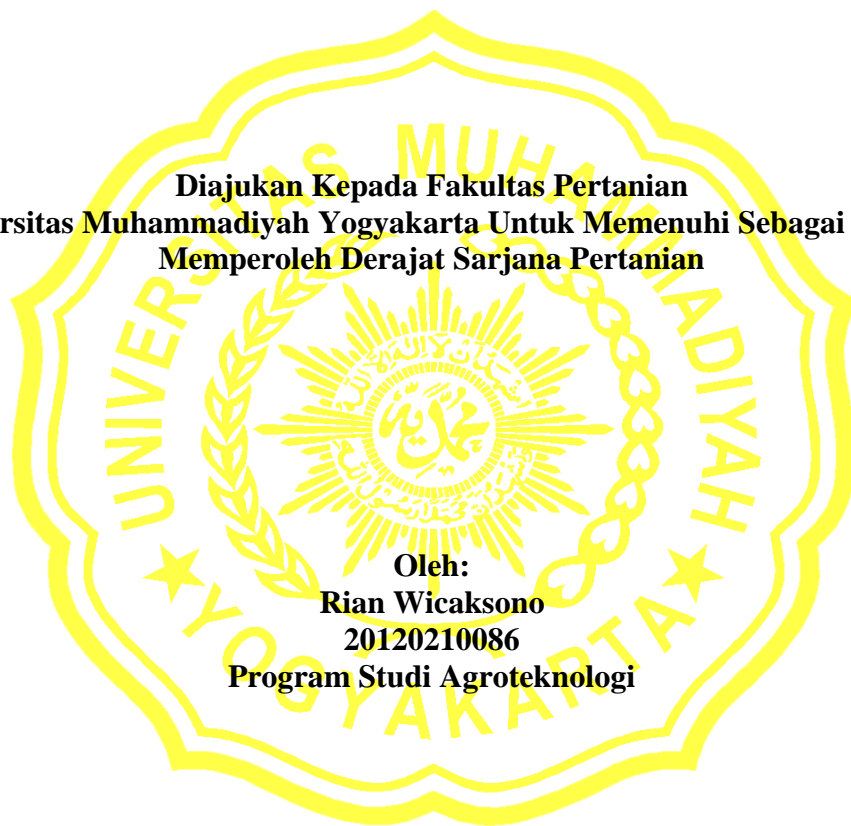 UNIVERSITAS MUHAMMADIYAH
YOGYAKARTA
Diajukan Kepada Fakultas Pertanian
rsitas Muhammadiyah Yogyakarta Untuk Memenuhi Sebagai
Memperoleh Derajat Sarjana Pertanian
محمدية
Oleh:
Rian Wicaksono
20120210086
Program Studi Agroteknologi